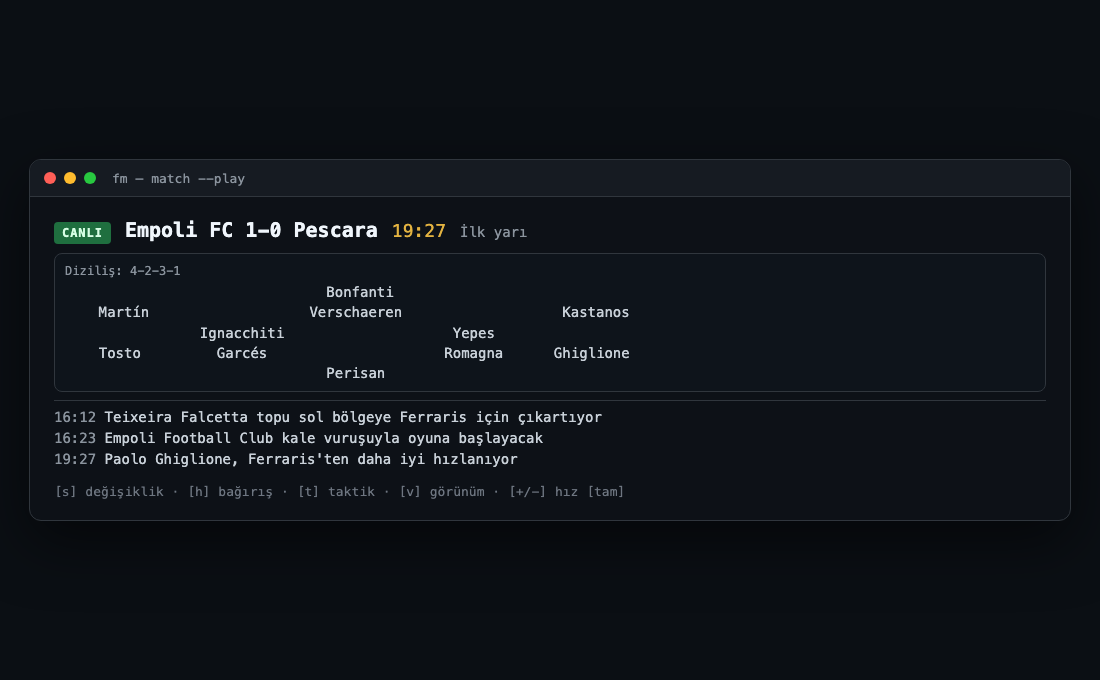 fm — match --play
CANLI Empoli FC 1-0 Pescara 19:27 İlk yarı
Diziliş: 4-2-3-1
Bonfanti
Martín Verschaeren Kastanos
Ignacchiti Yepes
Tosto Garcés Romagna Ghiglione
Perisan
16:12 Teixeira Falcetta topu sol bölgeye Ferraris için çıkartıyor
16:23 Empoli Football Club kale vuruşuyla oyuna başlayacak
19:27 Paolo Ghiglione, Ferraris'ten daha iyi hızlanıyor
[s] değişiklik · [h] bağırış · [t] taktik · [v] görünüm · [+/-] hız [tam]